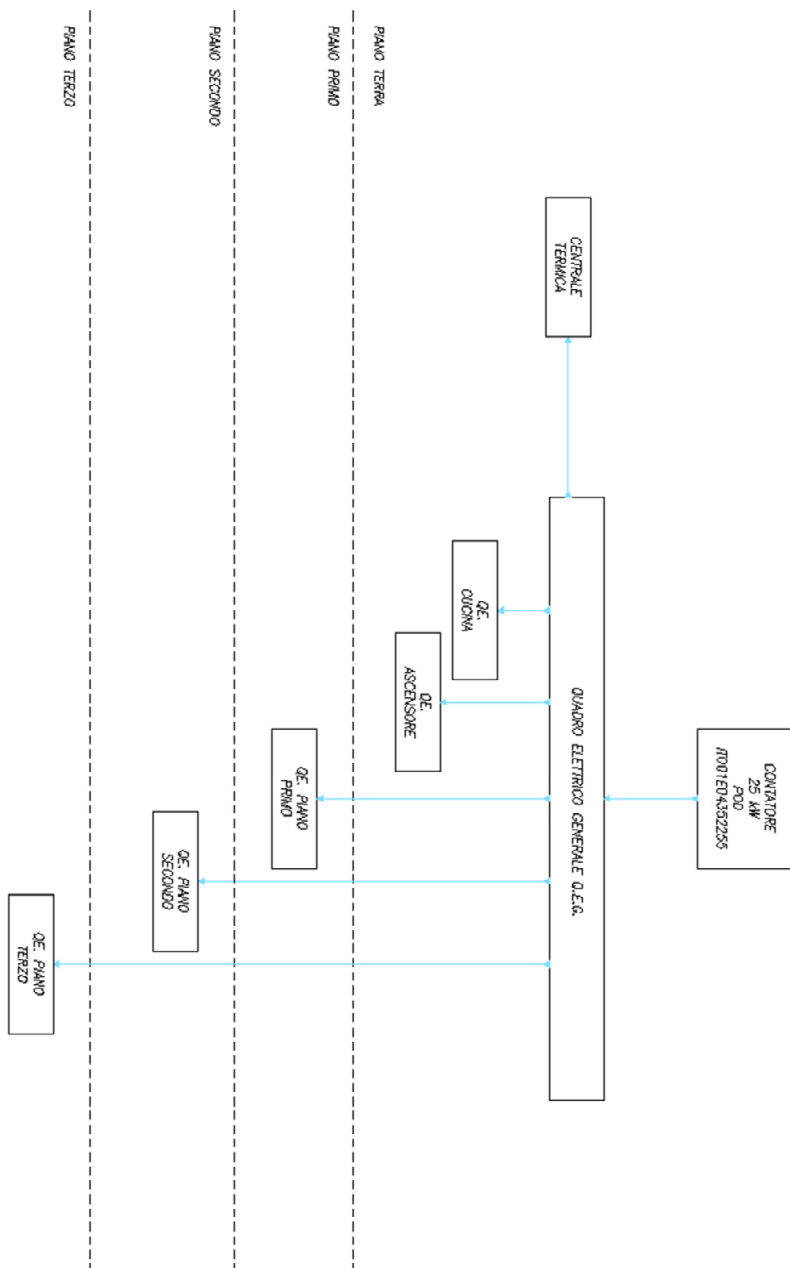 CONTATORE
25 kW
POD
IT001E04352255
QUADRO ELETTRICO GENERALE Q.E.G.
CENTRALE
TERMICA
QE.
CUCINA
QE.
ASCENSORE
QE. PIANO
PRIMO
QE. PIANO
SECONDO
QE. PIANO
TERZO
PIANO TERRA
PIANO PRIMO
PIANO SECONDO
PIANO TERZO